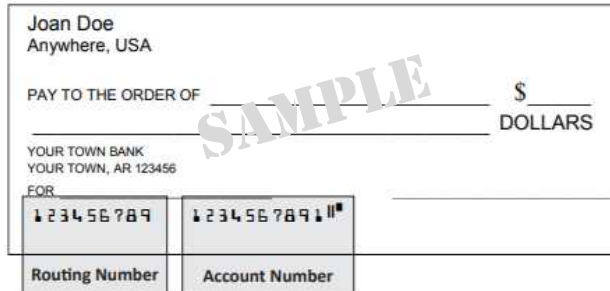 Joan Doe
Anywhere, USA
PAY TO THE ORDER OF $
SAMPLE
DOLLARS
YOUR TOWN BANK
YOUR TOWN, AR 123456
FOR
123456789 1234567891⑈
Routing Number Account Number